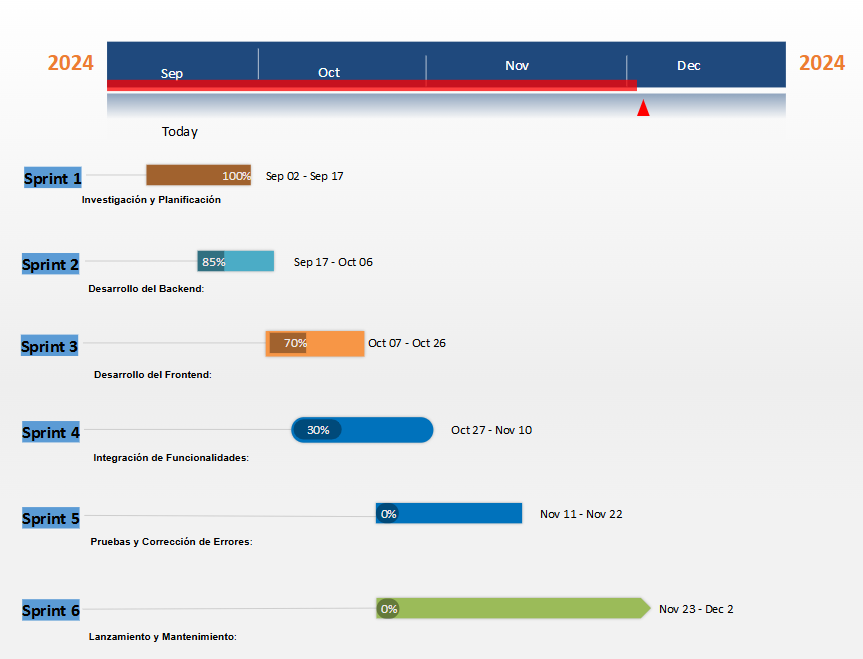 2024 Sep Oct Nov Dec 2024
Today
Sprint 1 100% Sep 02 - Sep 17
Investigación y Planificación
Sprint 2 85% Sep 17 - Oct 06
Desarrollo del Backend:
Sprint 3 70% Oct 07 - Oct 26
Desarrollo del Frontend:
Sprint 4 30% Oct 27 - Nov 10
Integración de Funcionalidades:
Sprint 5 0% Nov 11 - Nov 22
Pruebas y Corrección de Errores:
Sprint 6 0% Nov 23 - Dec 2
Lanzamiento y Mantenimiento: